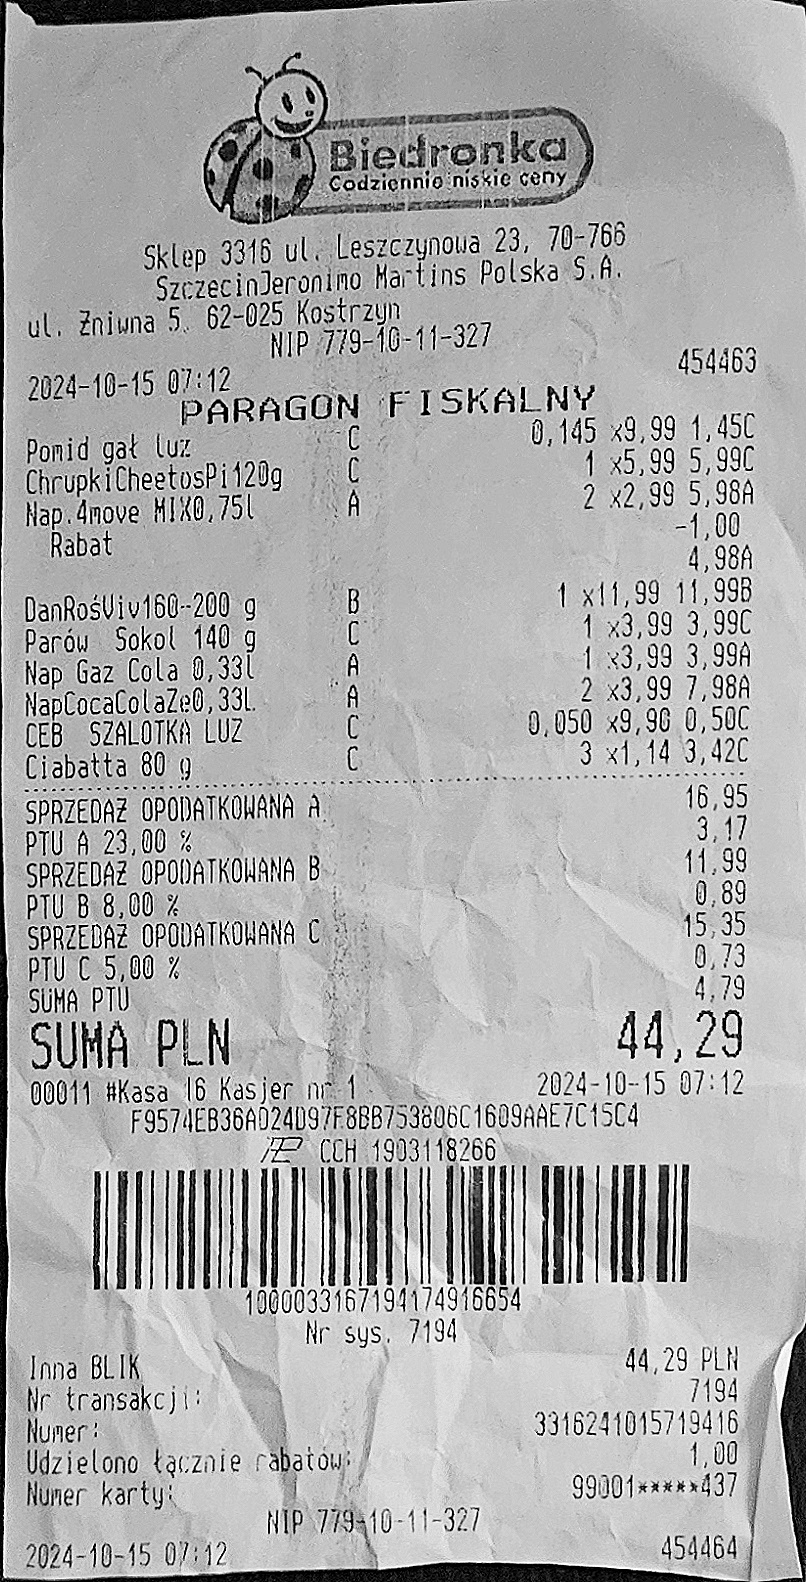 Biedronka
Codziennie niskie ceny
Sklep 3316 ul. Leszczynowa 23, 70-766
SzczecinJeronimo Martins Polska S.A.
ul. Żniwna 5. 62-025 Kostrzyn
NIP 779-10-11-327
2024-10-15 07:12 454463
PARAGON FISKALNY
Pomid gał luz C 0,145 x9,99 1,45C
ChrupkiCheetosPi120g C 1 x5,99 5,99C
Nap.4move MIX0,75l A 2 x2,99 5,98A
Rabat -1,00
4,98A
DanRośViv160-200 g B 1 x11,99 11,99B
Parów Sokol 140 g C 1 x3,99 3,99C
Nap Gaz Cola 0,33l A 1 x3,99 3,99A
NapCocaColaZe0,33L A 2 x3,99 7,98A
CEB SZALOTKA LUZ C 0,050 x9,90 0,50C
Ciabatta 80 g C 3 x1,14 3,42C
SPRZEDAŻ OPODATKOWANA A 16,95
PTU A 23,00 % 3,17
SPRZEDAŻ OPODATKOWANA B 11,99
PTU B 8,00 % 0,89
SPRZEDAŻ OPODATKOWANA C 15,35
PTU C 5,00 % 0,73
SUMA PTU 4,79
SUMA PLN 44,29
00011 #Kasa 16 Kasjer nr 1 2024-10-15 07:12
F9574EB36AD24D97F8BB753806C1609AAE7C15C4
CCH 1903118266
1000033167194174916654
Nr sys. 7194
Inna BLIK 44,29 PLN
Nr transakcji: 7194
Numer: 3316241015719416
Udzielono łącznie rabatów: 1,00
Numer karty: 99001*****437
NIP 779-10-11-327
2024-10-15 07:12 454464